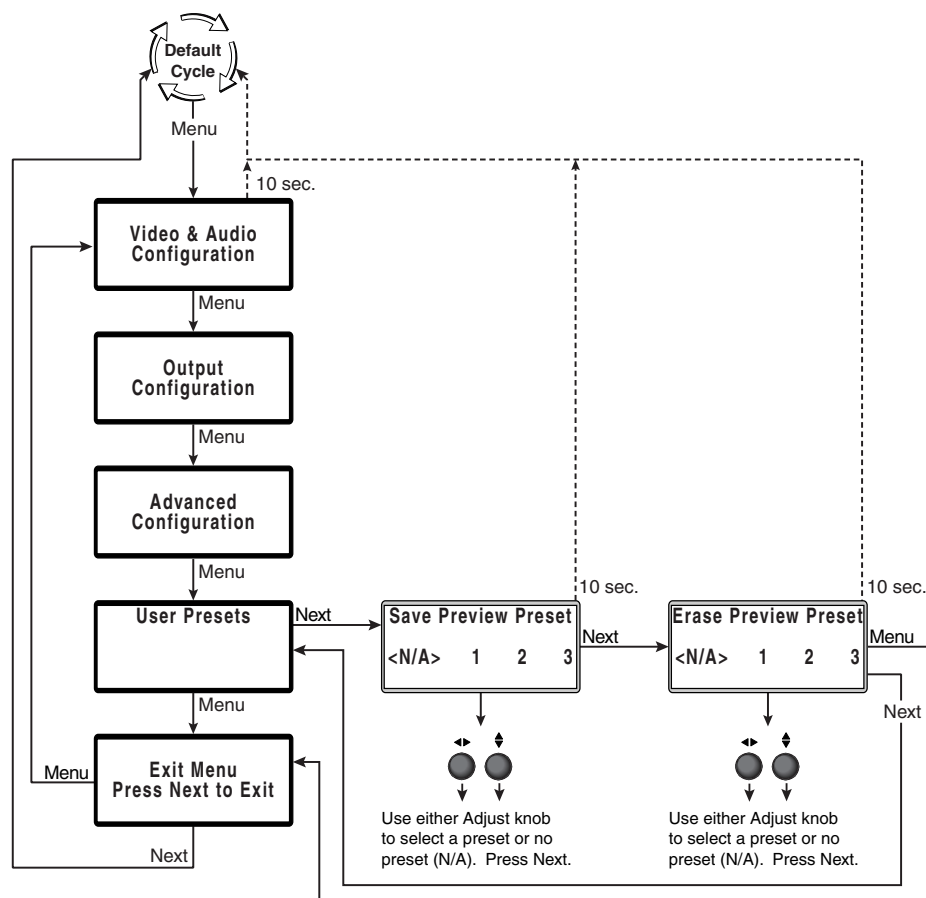 Default
Cycle
Menu
10 sec.
Video & Audio
Configuration
Menu
Output
Configuration
Menu
Advanced
Configuration
Menu
10 sec.
10 sec.
User Presets
Next
Save Preview Preset
<N/A> 1 2 3
Next
Erase Preview Preset
<N/A> 1 2 3
Menu
Next
Menu
Menu
Exit Menu
Press Next to Exit
Next
Use either Adjust knob
to select a preset or no
preset (N/A). Press Next.
Use either Adjust knob
to select a preset or no
preset (N/A). Press Next.